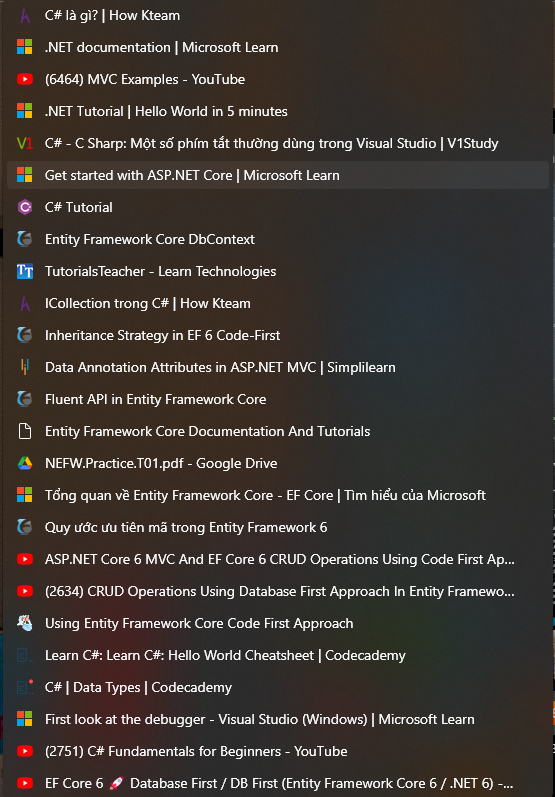 C# là gì? | How Kteam
.NET documentation | Microsoft Learn
(6464) MVC Examples - YouTube
.NET Tutorial | Hello World in 5 minutes
V1 C# - C Sharp: Một số phím tắt thường dùng trong Visual Studio | V1Study
Get started with ASP.NET Core | Microsoft Learn
C# Tutorial
Entity Framework Core DbContext
TT TutorialsTeacher - Learn Technologies
ICollection trong C# | How Kteam
Inheritance Strategy in EF 6 Code-First
Data Annotation Attributes in ASP.NET MVC | Simplilearn
Fluent API in Entity Framework Core
Entity Framework Core Documentation And Tutorials
NEFW.Practice.T01.pdf - Google Drive
Tổng quan về Entity Framework Core - EF Core | Tìm hiểu của Microsoft
Quy ước ưu tiên mã trong Entity Framework 6
ASP.NET Core 6 MVC And EF Core 6 CRUD Operations Using Code First Ap...
(2634) CRUD Operations Using Database First Approach In Entity Framewo...
Using Entity Framework Core Code First Approach
Learn C#: Learn C#: Hello World Cheatsheet | Codecademy
C# | Data Types | Codecademy
First look at the debugger - Visual Studio (Windows) | Microsoft Learn
(2751) C# Fundamentals for Beginners - YouTube
EF Core 6 🚀 Database First / DB First (Entity Framework Core 6 / .NET 6) -...